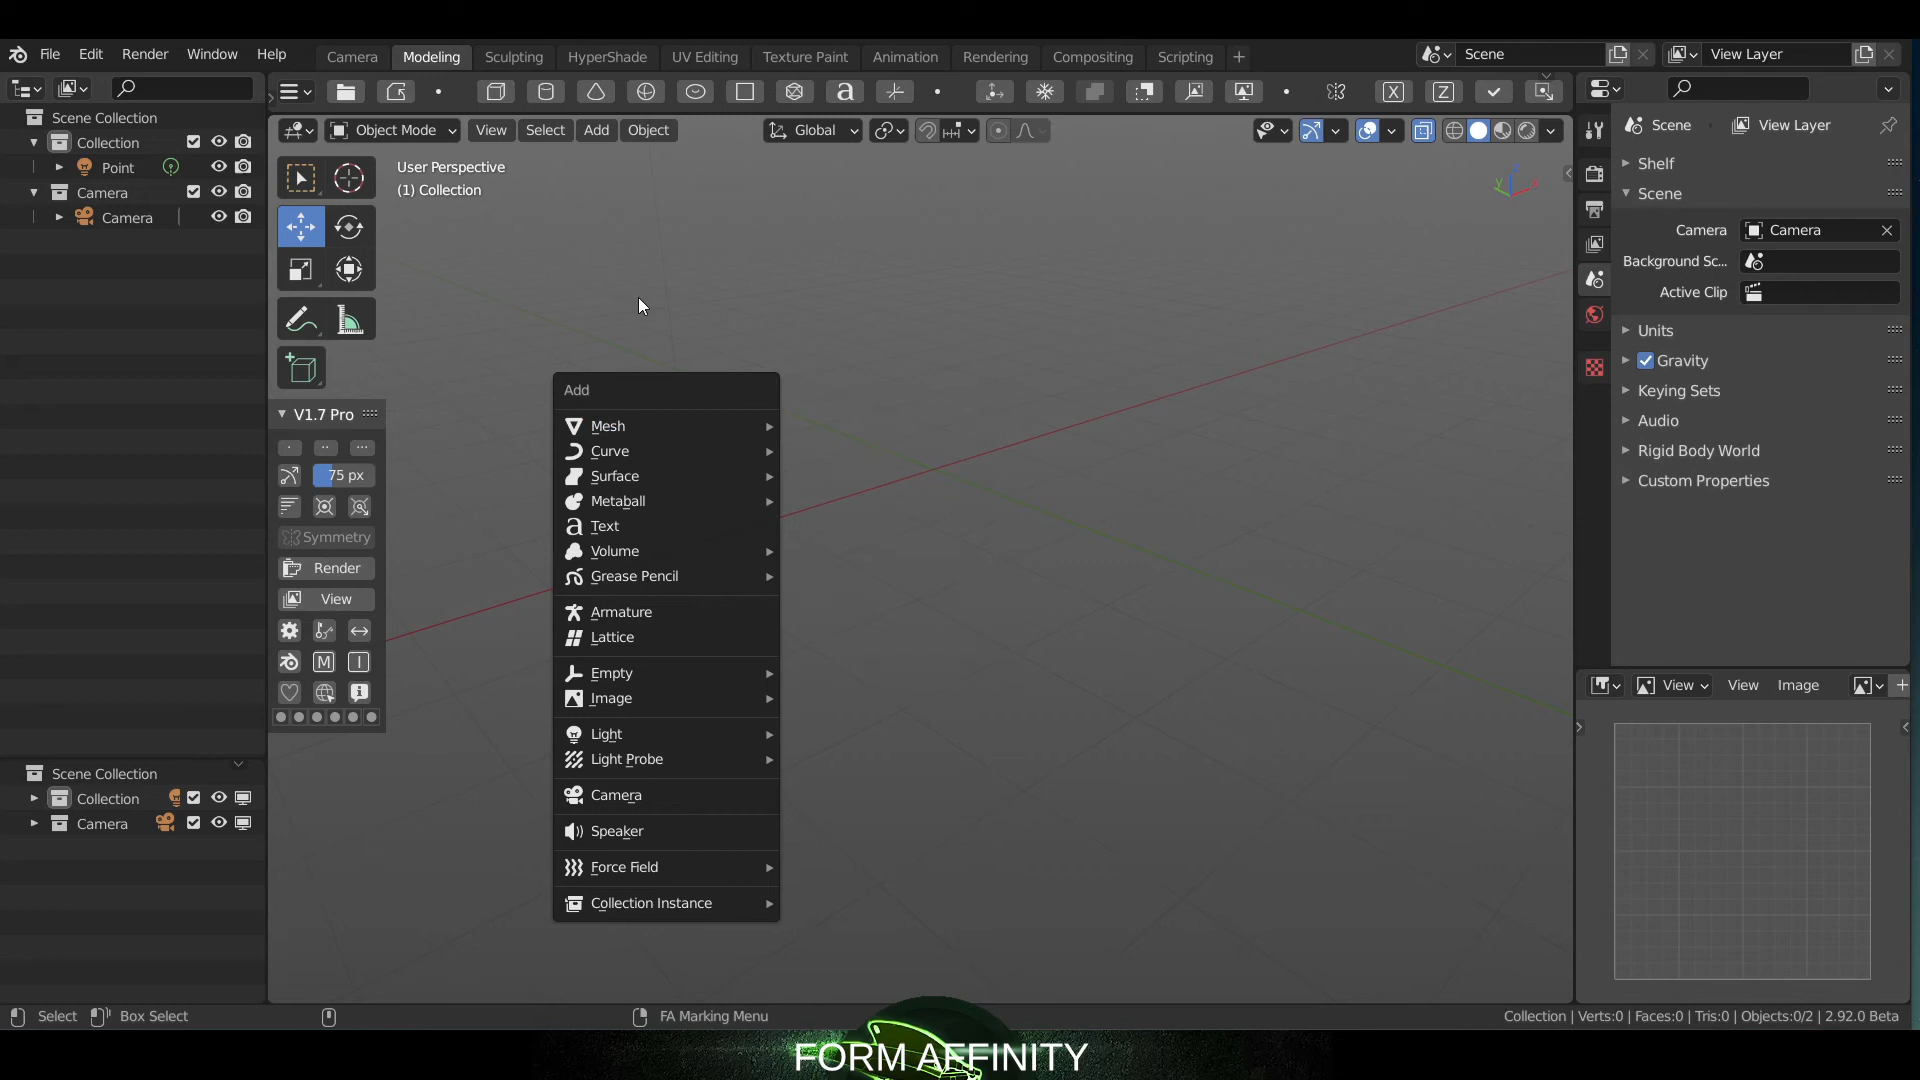 File Edit Render Window Help
Camera Modeling Sculpting HyperShade UV Editing Texture Paint Animation Rendering Compositing Scripting +
Scene
View Layer
a
X
Z
Object Mode View Select Add Object
Global
User Perspective
(1) Collection
Scene Collection
Collection
Point
Camera
Camera
V1.7 Pro
75 px
Symmetry
Render
View
M I
Add
Mesh
Curve
Surface
Metaball
Text
Volume
Grease Pencil
Armature
Lattice
Empty
Image
Light
Light Probe
Camera
Speaker
Force Field
Collection Instance
Scene View Layer
Shelf
Scene
Camera Camera
Background Sc...
Active Clip
Units
Gravity
Keying Sets
Audio
Rigid Body World
Custom Properties
View View Image
Scene Collection
Collection
Camera
Select Box Select FA Marking Menu
Collection | Verts:0 | Faces:0 | Tris:0 | Objects:0/2 | 2.92.0 Beta
FORM AFFINITY